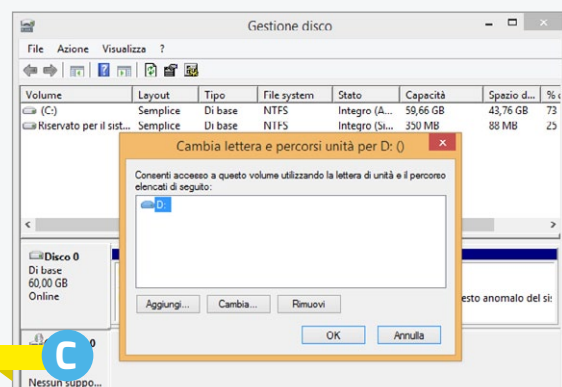 Gestione disco
File Azione Visualizza ?
Volume Layout Tipo File system Stato Capacità Spazio d... %
(C:) Semplice Di base NTFS Integro (A... 59,66 GB 43,76 GB 73
Riservato per il sist... Semplice Di base NTFS Integro (Si... 350 MB 88 MB 25
Cambia lettera e percorsi unità per D: ()
Consenti accesso a questo volume utilizzando la lettera di unità e il percorso
elencati di seguito:
D:
Disco 0
Di base
60,00 GB
Online
esto anomalo del si
Aggiungi... Cambia... Rimuovi
OK Annulla
C
0
Nessun suppo...